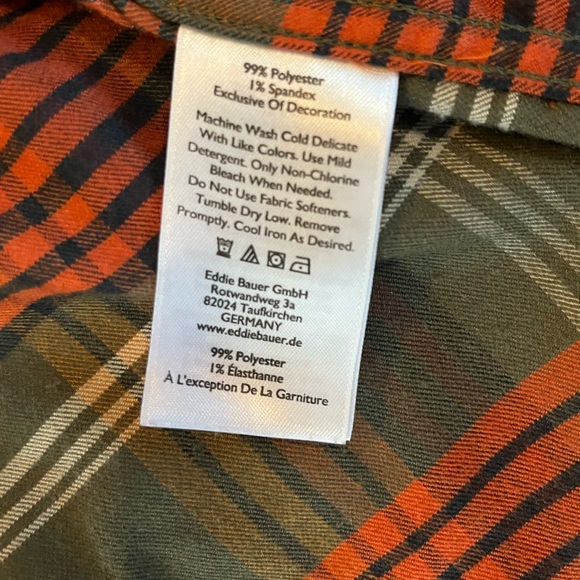 99% Polyester
1% Spandex
Exclusive Of Decoration
Machine Wash Cold Delicate
With Like Colors. Use Mild
Detergent. Only Non-Chlorine
Bleach When Needed.
Do Not Use Fabric Softeners.
Tumble Dry Low. Remove
Promptly. Cool Iron As Desired.
Eddie Bauer GmbH
Rotwandweg 3a
82024 Taufkirchen
GERMANY
www.eddiebauer.de
99% Polyester
1% Élasthanne
À L'exception De La Garniture